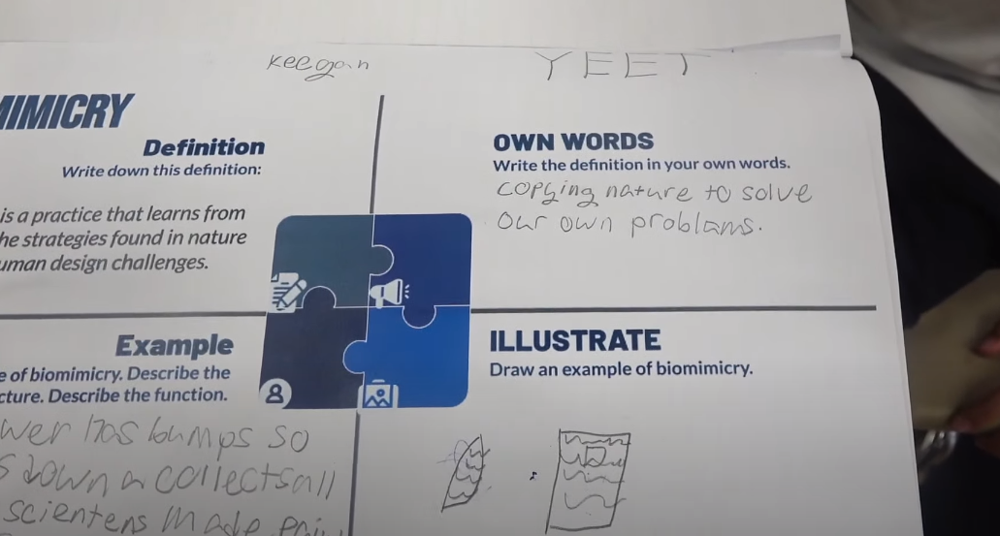 Keegan
YEET
MIMICRY
Definition
Write down this definition:
is a practice that learns from
he strategies found in nature
uman design challenges.
OWN WORDS
Write the definition in your own words.
Copying nature to solve
our own problams.
Example
e of biomimicry. Describe the
cture. Describe the function.
wer has bumps so
down a collects all
scientens made
ILLUSTRATE
Draw an example of biomimicry.